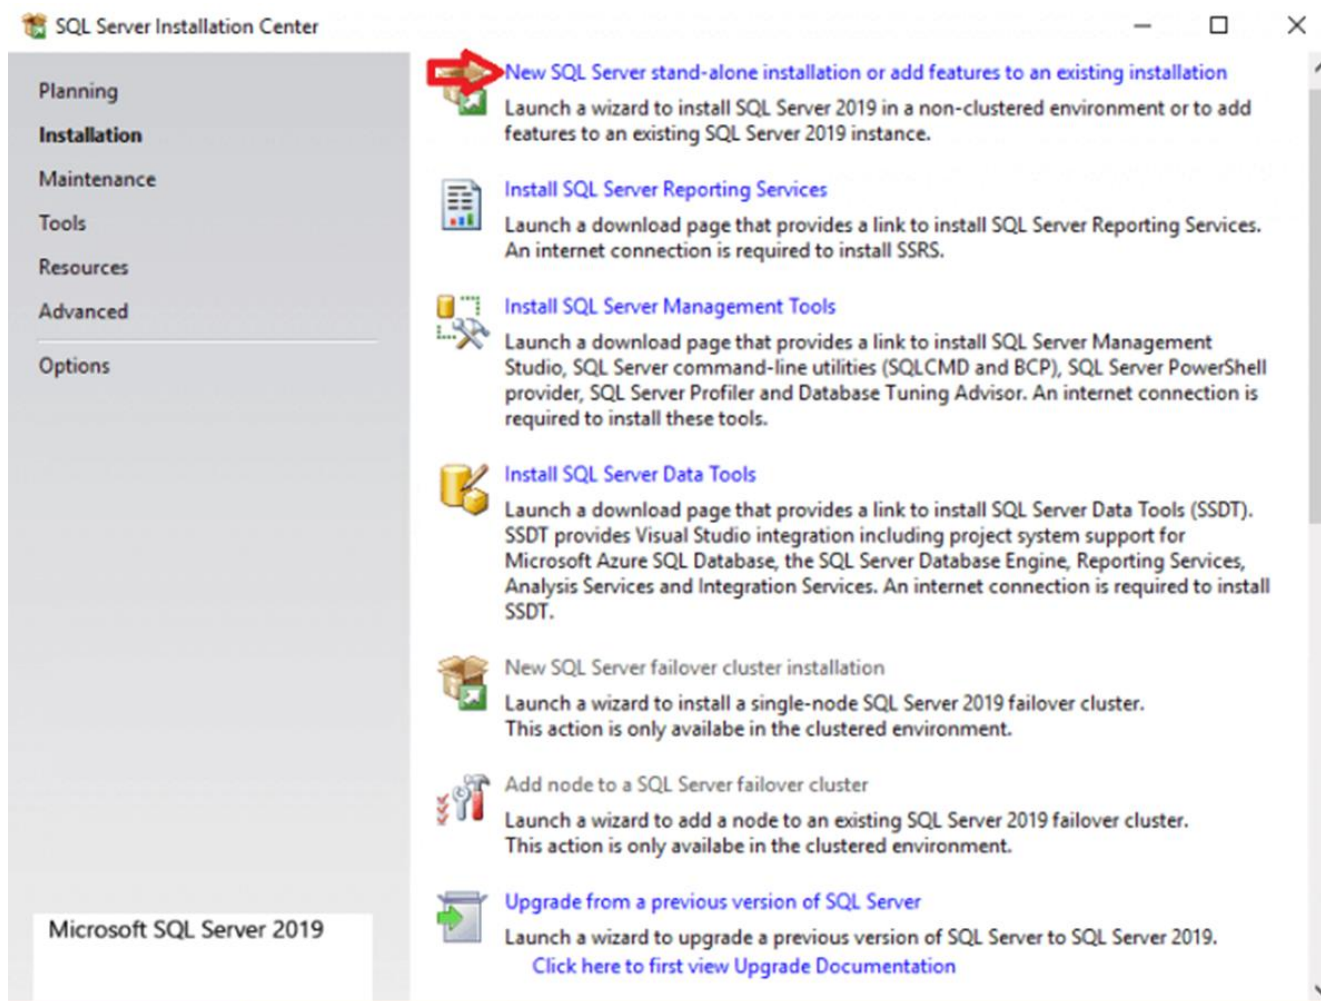 SQL Server Installation Center
Planning
Installation
Maintenance
Tools
Resources
Advanced
Options
Microsoft SQL Server 2019
New SQL Server stand-alone installation or add features to an existing installation
Launch a wizard to install SQL Server 2019 in a non-clustered environment or to add
features to an existing SQL Server 2019 instance.
Install SQL Server Reporting Services
Launch a download page that provides a link to install SQL Server Reporting Services.
An internet connection is required to install SSRS.
Install SQL Server Management Tools
Launch a download page that provides a link to install SQL Server Management
Studio, SQL Server command-line utilities (SQLCMD and BCP), SQL Server PowerShell
provider, SQL Server Profiler and Database Tuning Advisor. An internet connection is
required to install these tools.
Install SQL Server Data Tools
Launch a download page that provides a link to install SQL Server Data Tools (SSDT).
SSDT provides Visual Studio integration including project system support for
Microsoft Azure SQL Database, the SQL Server Database Engine, Reporting Services,
Analysis Services and Integration Services. An internet connection is required to install
SSDT.
New SQL Server failover cluster installation
Launch a wizard to install a single-node SQL Server 2019 failover cluster.
This action is only availabe in the clustered environment.
Add node to a SQL Server failover cluster
Launch a wizard to add a node to an existing SQL Server 2019 failover cluster.
This action is only availabe in the clustered environment.
Upgrade from a previous version of SQL Server
Launch a wizard to upgrade a previous version of SQL Server to SQL Server 2019.
Click here to first view Upgrade Documentation